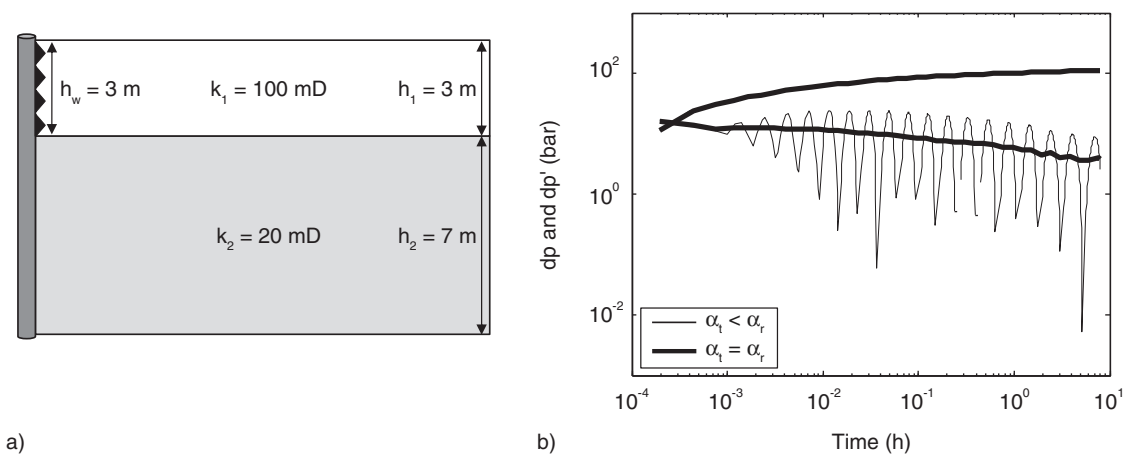 h_w = 3 m
k_1 = 100 mD
h_1 = 3 m
k_2 = 20 mD
h_2 = 7 m
a)
dp and dp' (bar)
10^2
10^0
10^-2
α_t < α_r
α_t = α_r
10^-4
10^-3
10^-2
10^-1
10^0
10^1
Time (h)
b)